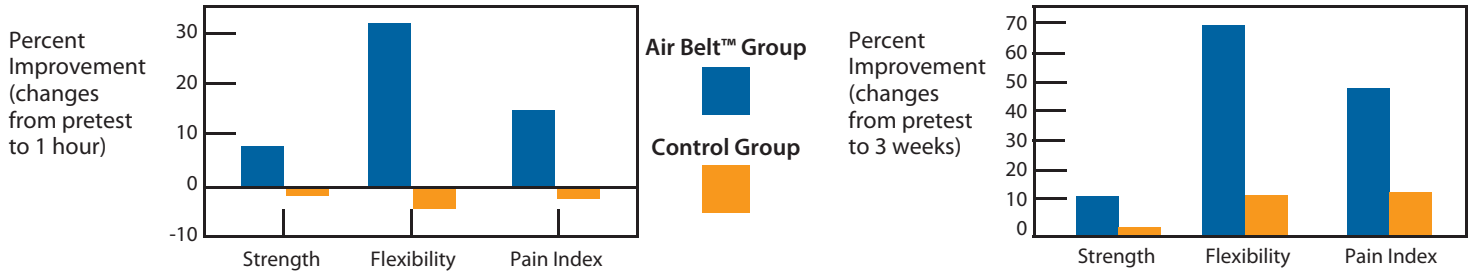 Percent
Improvement
(changes
from pretest
to 1 hour)
30
20
10
0
-10
Strength Flexibility Pain Index
Air Belt™ Group
Control Group
Percent
Improvement
(changes
from pretest
to 3 weeks)
70
60
50
40
30
20
10
0
Strength Flexibility Pain Index